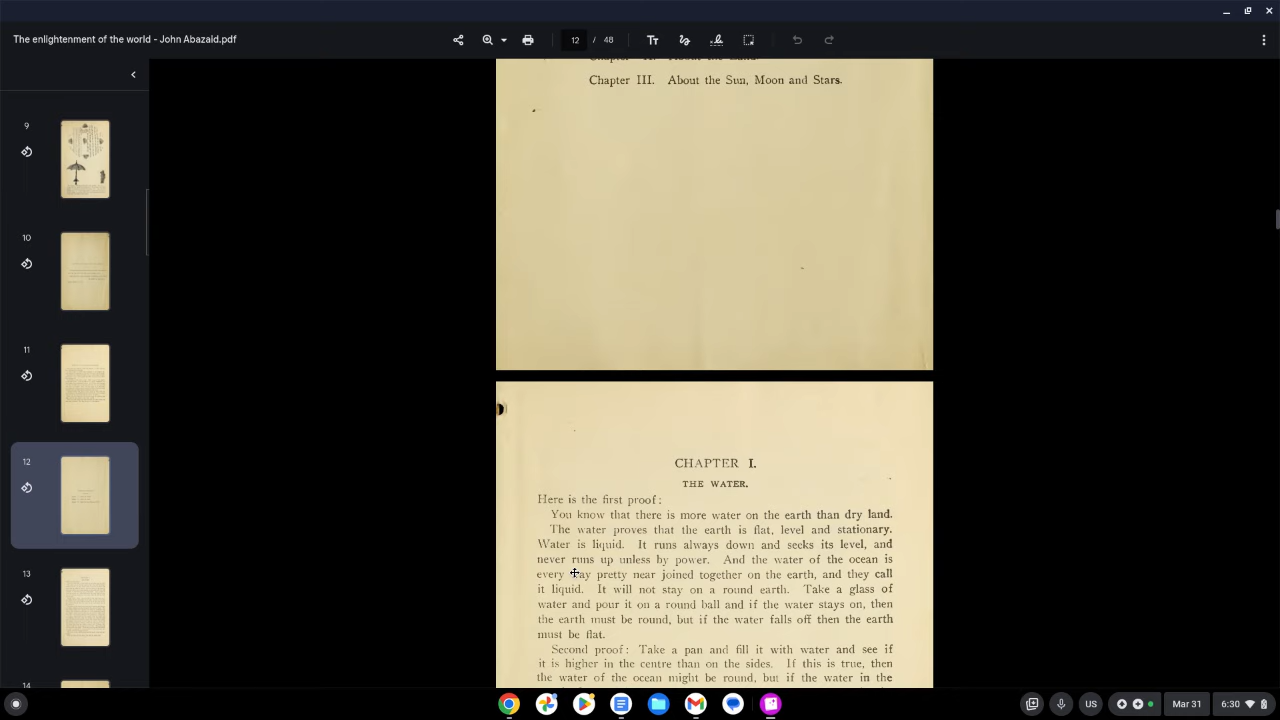 The enlightenment of the world - John Abazaid.pdf
12 / 48
9
10
11
12
Chapter II. About the Land.
Chapter III. About the Sun, Moon and Stars.
CHAPTER I.
THE WATER.
Here is the first proof:
You know that there is more water on the earth than dry land.
The water proves that the earth is flat, level and stationary.
Water is liquid. It runs always down and seeks its level, and
never runs up unless by power. And the water of the ocean is
every way pretty near joined together on the earth, and they call
it liquid. It will not stay on a round earth. Take a glass of
water and pour it on a round ball and if the water stays on, then
the earth must be round, but if the water falls off then the earth
must be flat.
Second proof: Take a pan and fill it with water and see if
it is higher in the centre than on the sides. If this is true, then
the water of the ocean might be round, but if the water in the
US
Mar 31
6:30